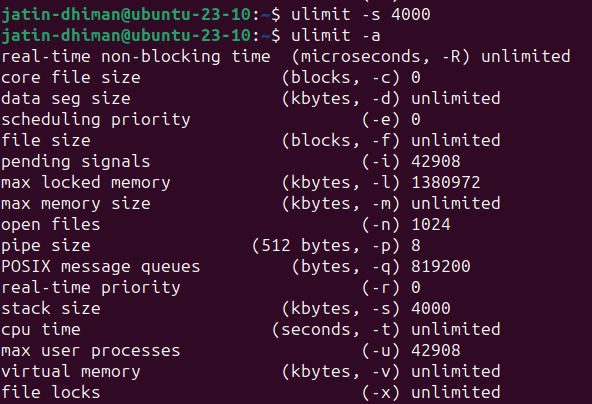 jatin-dhiman@ubuntu-23-10:~$ ulimit -s 4000
jatin-dhiman@ubuntu-23-10:~$ ulimit -a
real-time non-blocking time  (microseconds, -R) unlimited
core file size              (blocks, -c) 0
data seg size               (kbytes, -d) unlimited
scheduling priority                 (-e) 0
file size                   (blocks, -f) unlimited
pending signals                     (-i) 42908
max locked memory           (kbytes, -l) 1380972
max memory size             (kbytes, -m) unlimited
open files                          (-n) 1024
pipe size                (512 bytes, -p) 8
POSIX message queues         (bytes, -q) 819200
real-time priority                  (-r) 0
stack size                  (kbytes, -s) 4000
cpu time                   (seconds, -t) unlimited
max user processes                  (-u) 42908
virtual memory              (kbytes, -v) unlimited
file locks                          (-x) unlimited